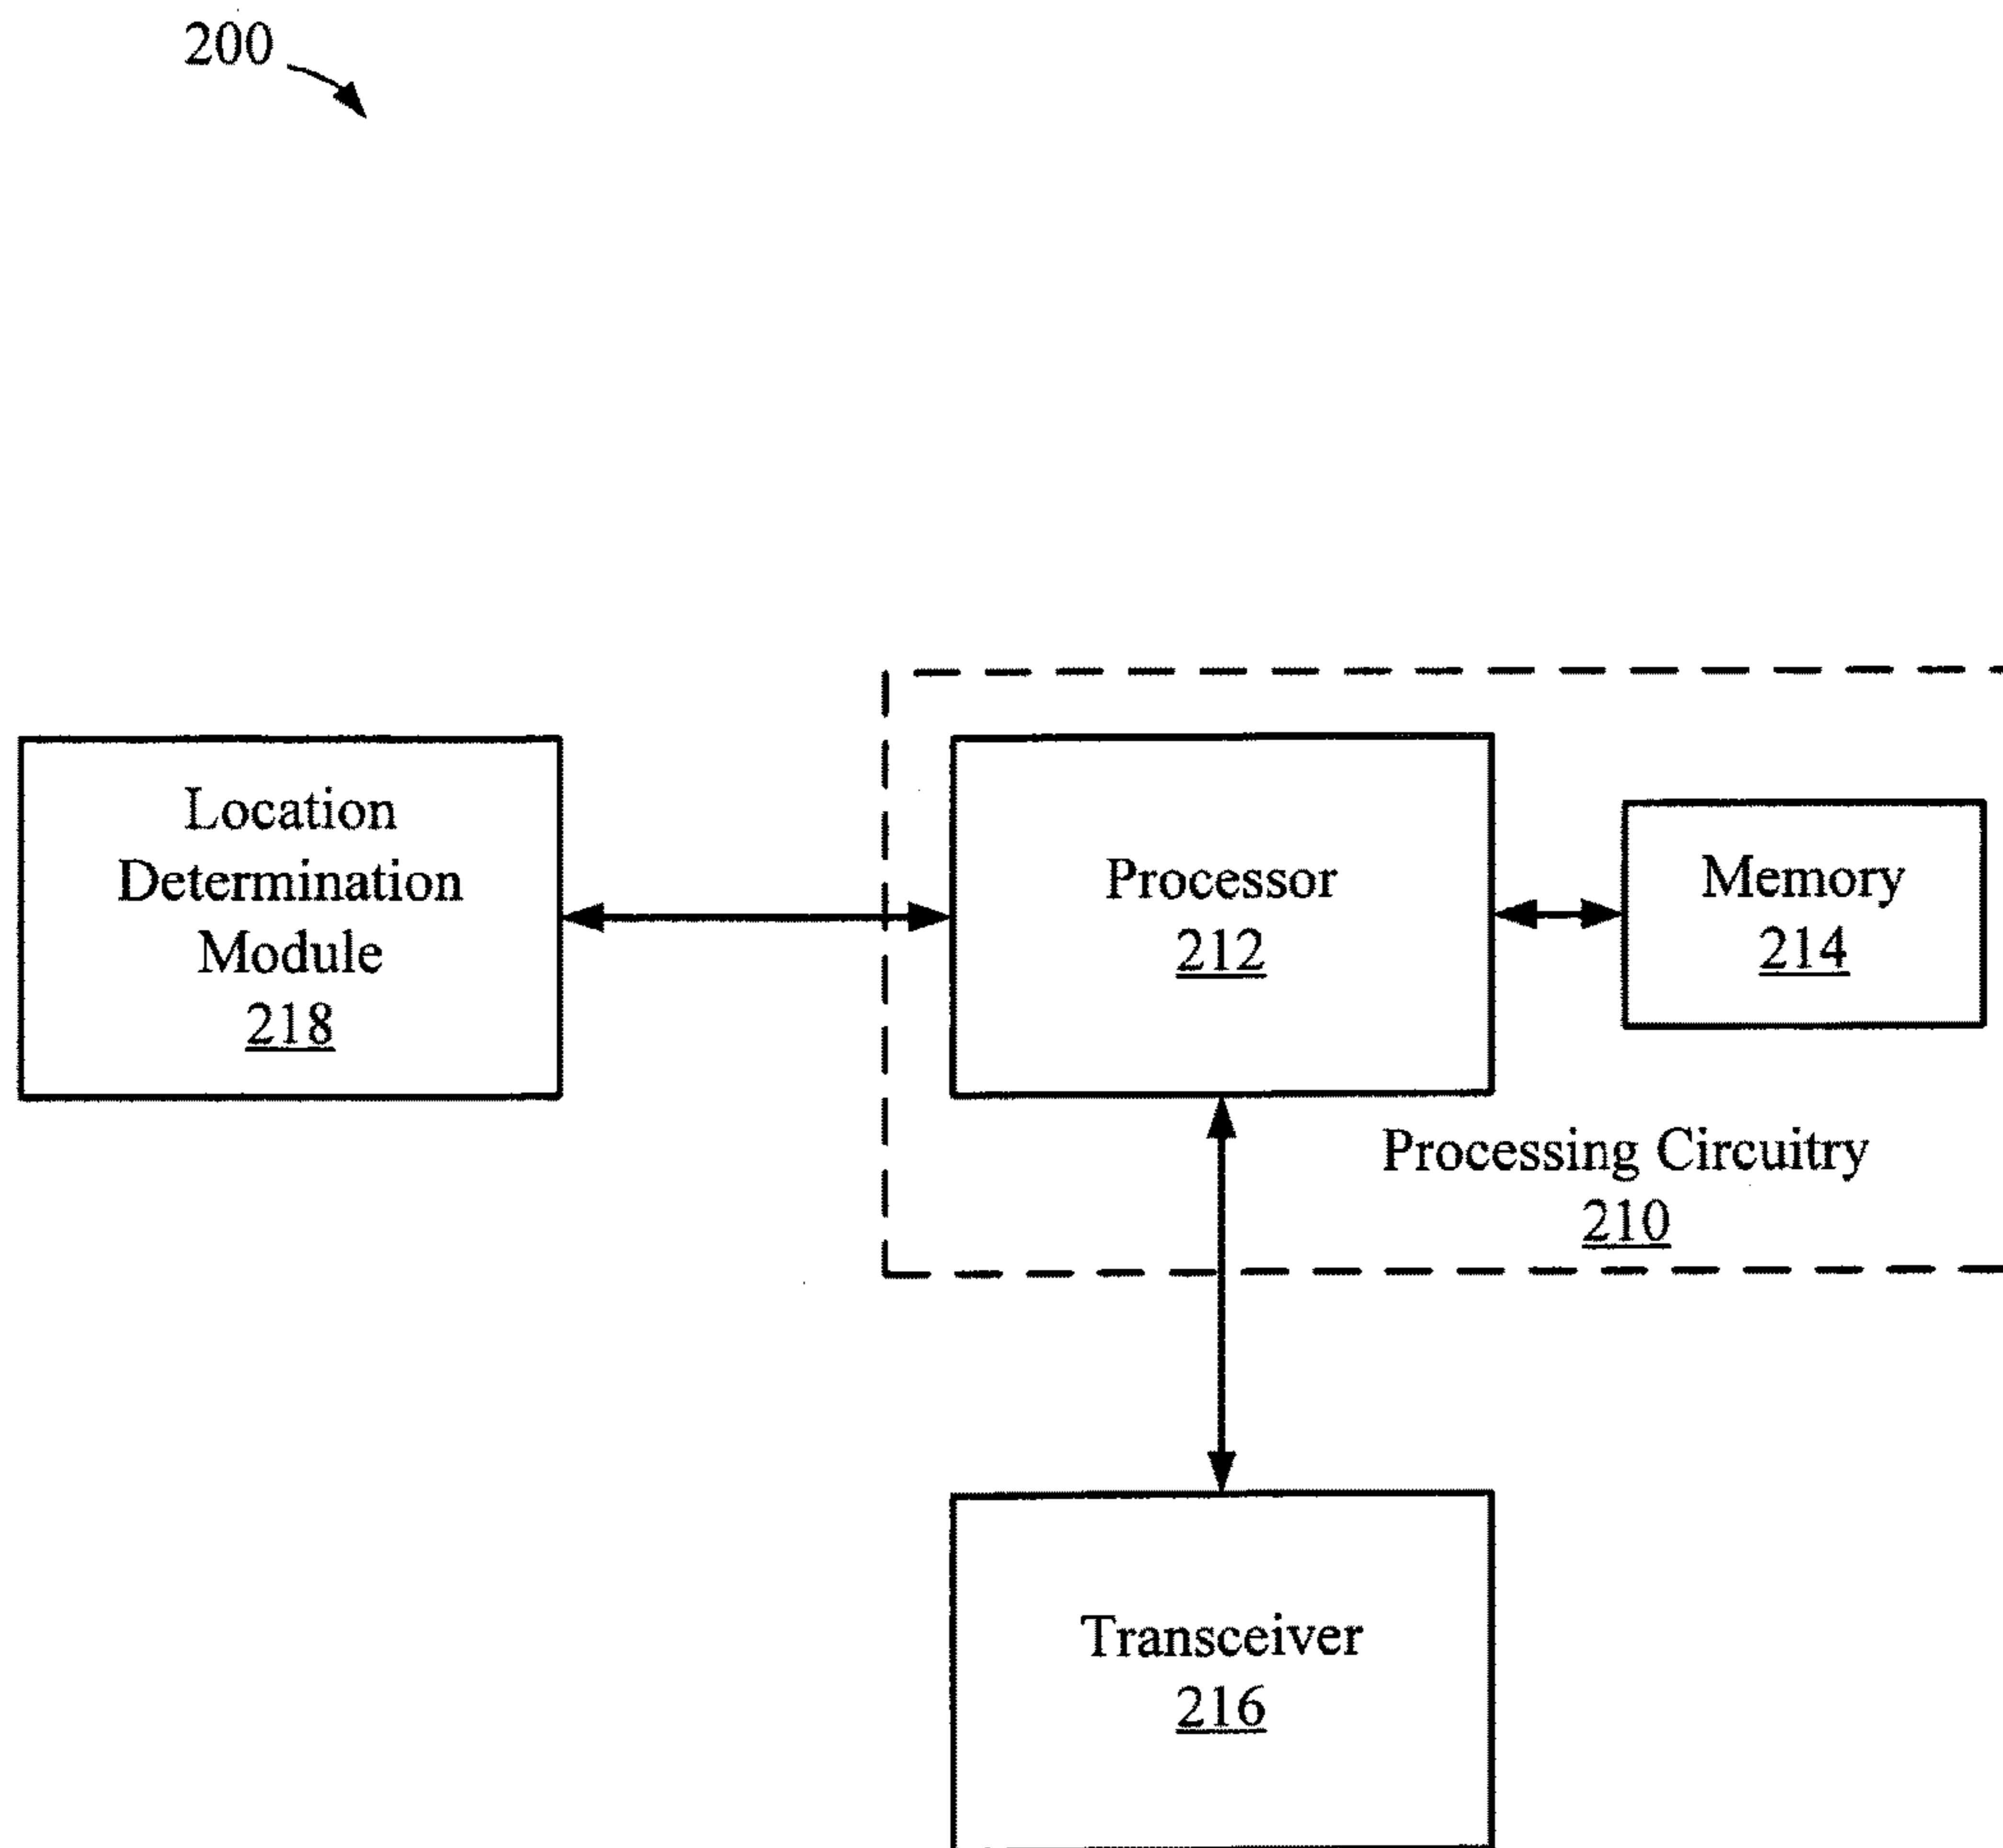 200
Location
Determination
Module
218
Processor
212
Memory
214
Processing Circuitry
210
Transceiver
216